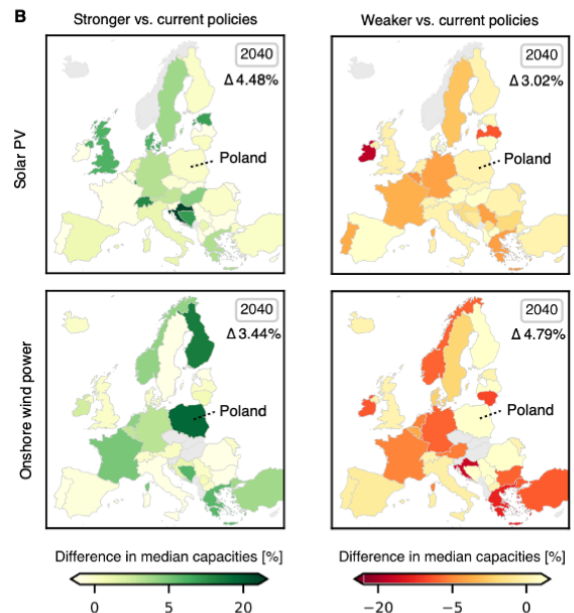 B
Stronger vs. current policies
Weaker vs. current policies
Solar PV
2040
Δ 4.48%
Poland
2040
Δ 3.02%
Poland
Onshore wind power
2040
Δ 3.44%
Poland
2040
Δ 4.79%
Poland
Difference in median capacities [%]
0 5 20
Difference in median capacities [%]
−20 −5 0